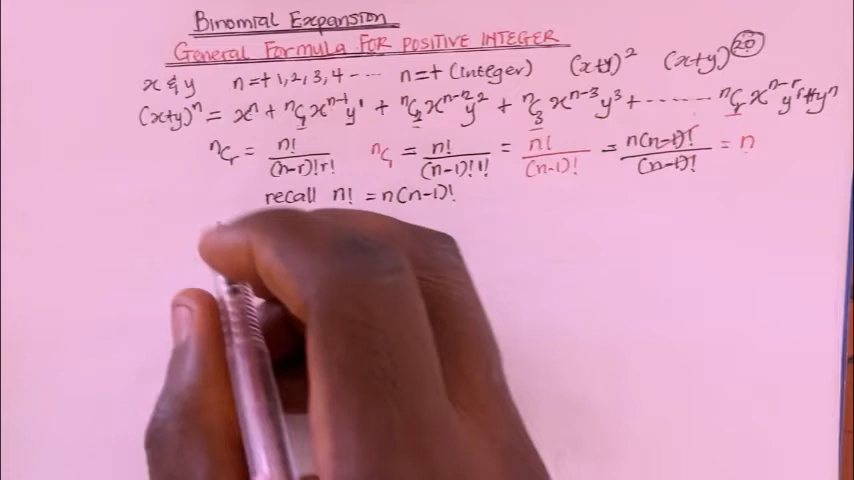 Binomial Expansion
General Formula FOR POSITIVE INTEGER
x & y n=+1,2,3,4---- n=+(integer) (x+y)² (x+y)²⁰
(x+y)ⁿ = xⁿ + ⁿC₁xⁿ⁻¹y¹ + ⁿC₂xⁿ⁻²y² + ⁿC₃xⁿ⁻³y³ + ------- ⁿCᵣxⁿ⁻ʳyʳ + yⁿ
ⁿCᵣ = n!/(n-r)!r! ⁿC₁ = n!/(n-1)!1! = n!/(n-1)! = n(n-1)!/(n-1)! = n
recall n! = n(n-1)!